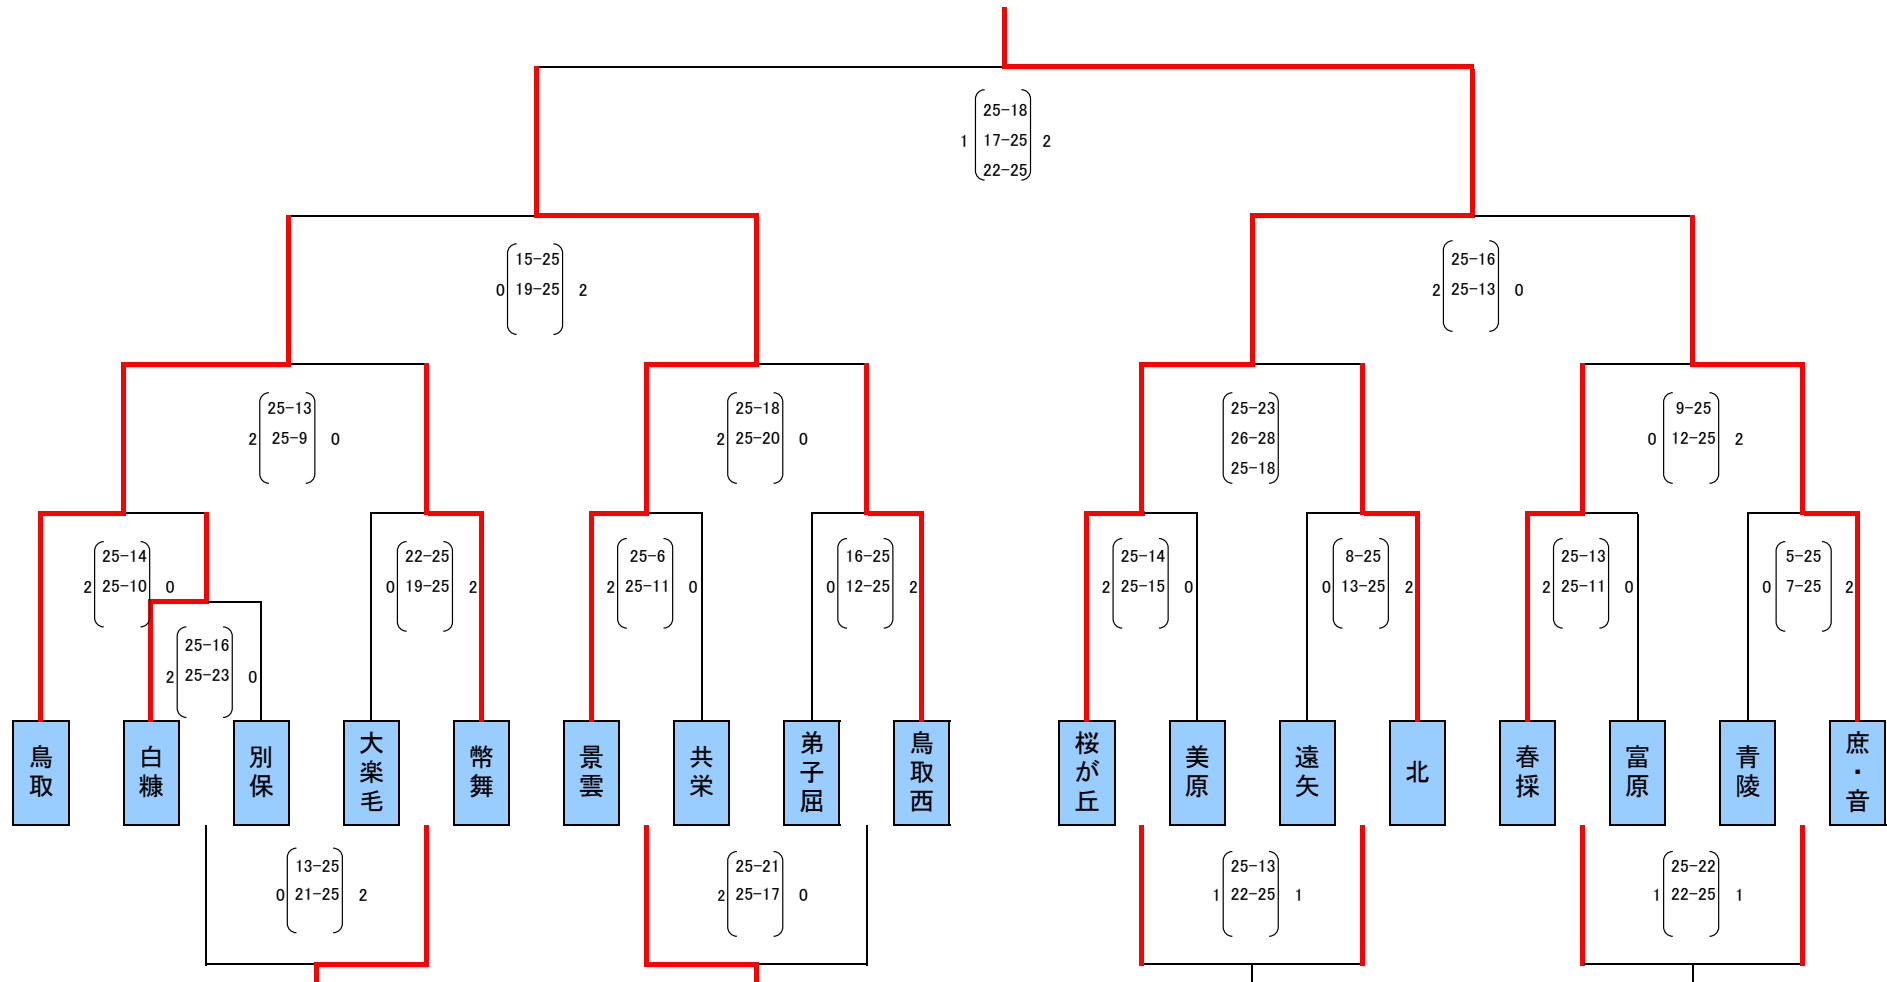 25-18
1 17-25 2
22-25
15-25
0 19-25 2
25-16
2 25-13 0
25-13
2 25-9 0
25-18
2 25-20 0
25-23
26-28
25-18
9-25
0 12-25 2
25-14
2 25-10 0
22-25
0 19-25 2
25-6
2 25-11 0
16-25
0 12-25 2
25-14
2 25-15 0
8-25
0 13-25 2
25-13
2 25-11 0
5-25
0 7-25 2
25-16
2 25-23 0
鳥取
白糠
別保
大楽毛
幣舞
景雲
共栄
弟子屈
鳥取西
桜が丘
美原
遠矢
北
春採
富原
青陵
庶・音
13-25
0 21-25 2
25-21
2 25-17 0
25-13
1 22-25 1
25-22
1 22-25 1